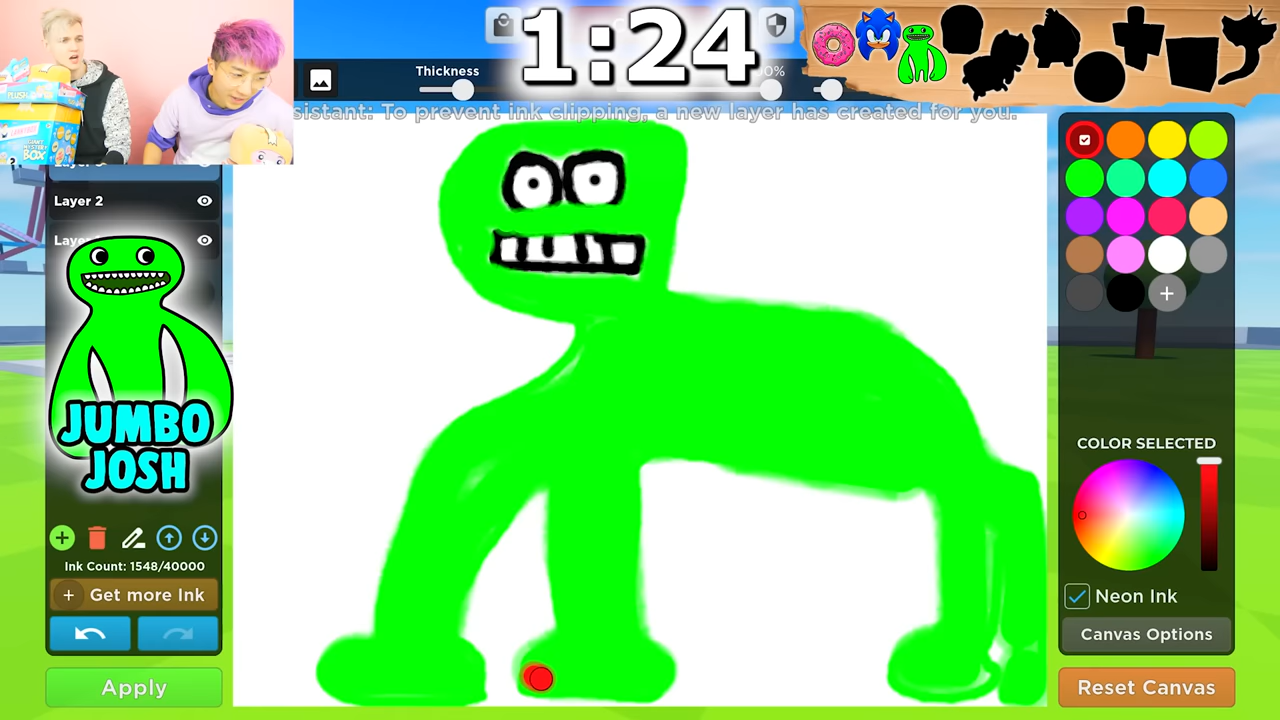 1:24
Thickness
0%
sistant: To prevent ink clipping, a new layer has created for you.
Layer 2
JUMBO
JOSH
Ink Count: 1548/40000
+ Get more Ink
Apply
COLOR SELECTED
Neon Ink
Canvas Options
Reset Canvas